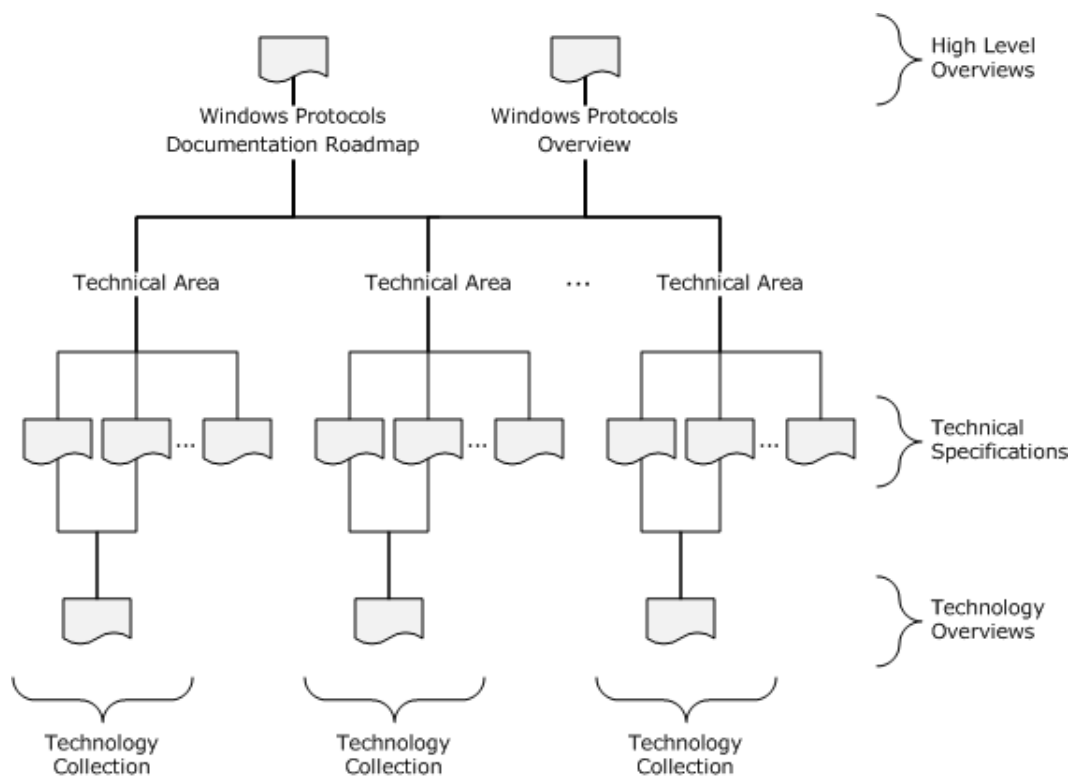 High Level
Overviews
Windows Protocols
Documentation Roadmap
Windows Protocols
Overview
Technical Area
Technical Area
...
Technical Area
...
...
...
Technical
Specifications
Technology
Overviews
Technology
Collection
Technology
Collection
Technology
Collection